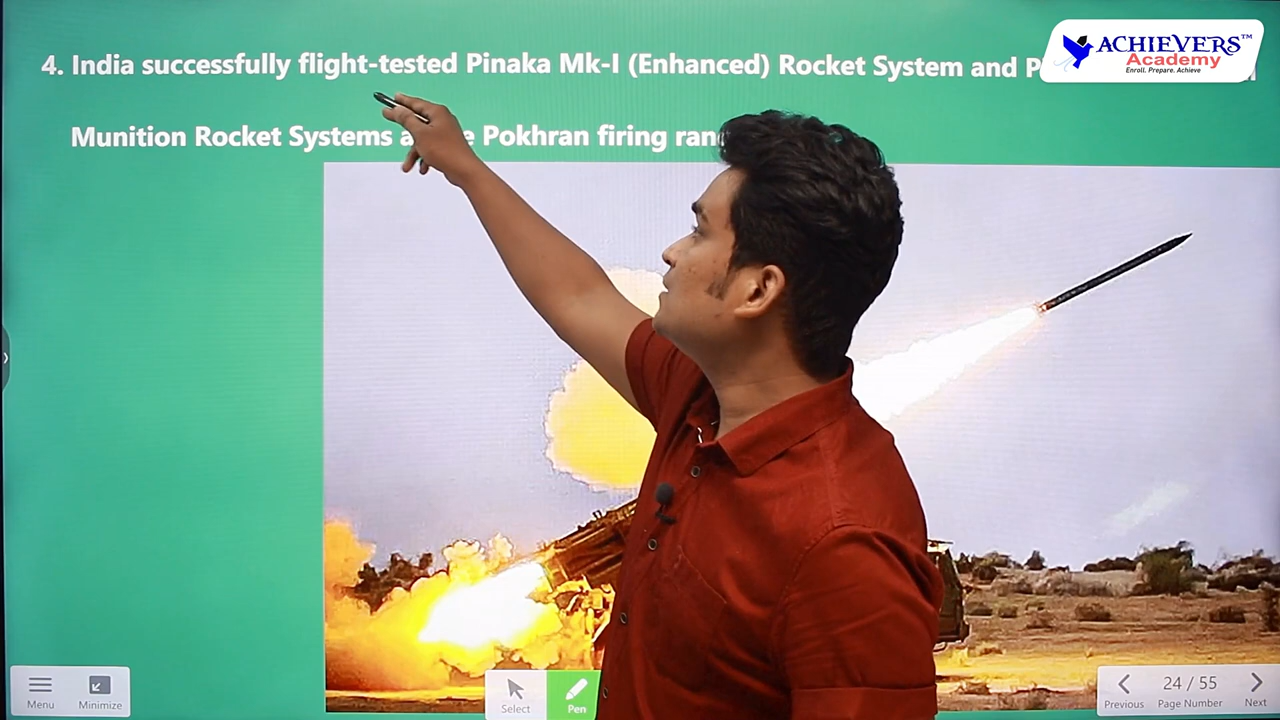 4. India successfully flight-tested Pinaka Mk-I (Enhanced) Rocket System and
ACHIEVERS™
Academy
Enroll. Prepare. Achieve
Munition Rocket Systems Pokhran firing
Menu
Minimize
Select
Pen
24 / 55
Previous Page Number Next